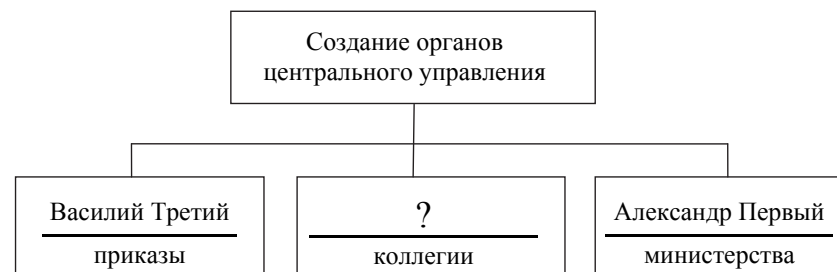 Создание органов
центрального управления
Василий Третий
приказы
?
коллегии
Александр Первый
министерства